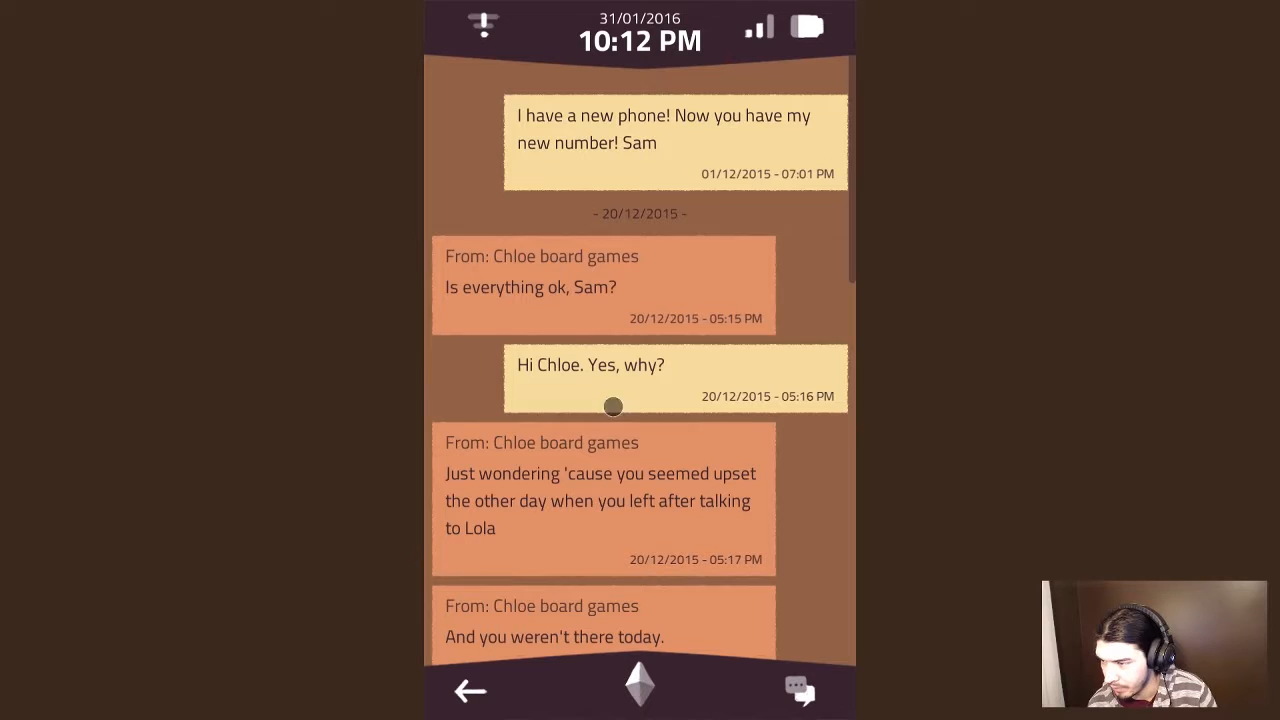 31/01/2016
10:12 PM
I have a new phone! Now you have my
new number! Sam
01/12/2015 - 07:01 PM
- 20/12/2015 -
From: Chloe board games
Is everything ok, Sam?
20/12/2015 - 05:15 PM
Hi Chloe. Yes, why?
20/12/2015 - 05:16 PM
From: Chloe board games
Just wondering 'cause you seemed upset
the other day when you left after talking
to Lola
20/12/2015 - 05:17 PM
From: Chloe board games
And you weren't there today.